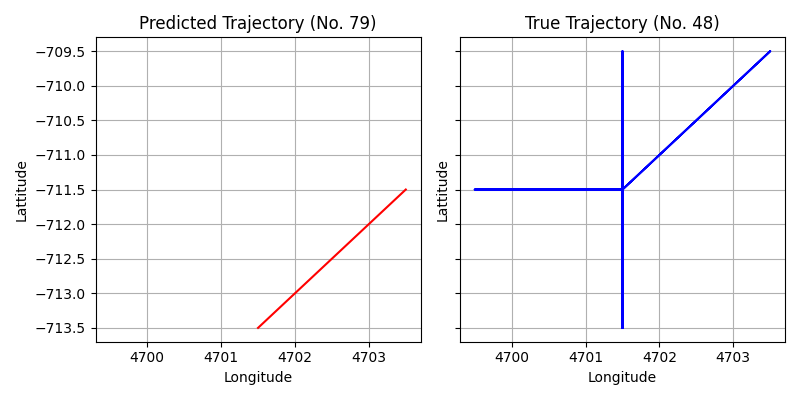 Predicted Trajectory (No. 79)
True Trajectory (No. 48)
Lattitude
−709.5
−710.0
−710.5
−711.0
−711.5
−712.0
−712.5
−713.0
−713.5
4700
4701
4702
4703
Longitude
Lattitude
4700
4701
4702
4703
Longitude